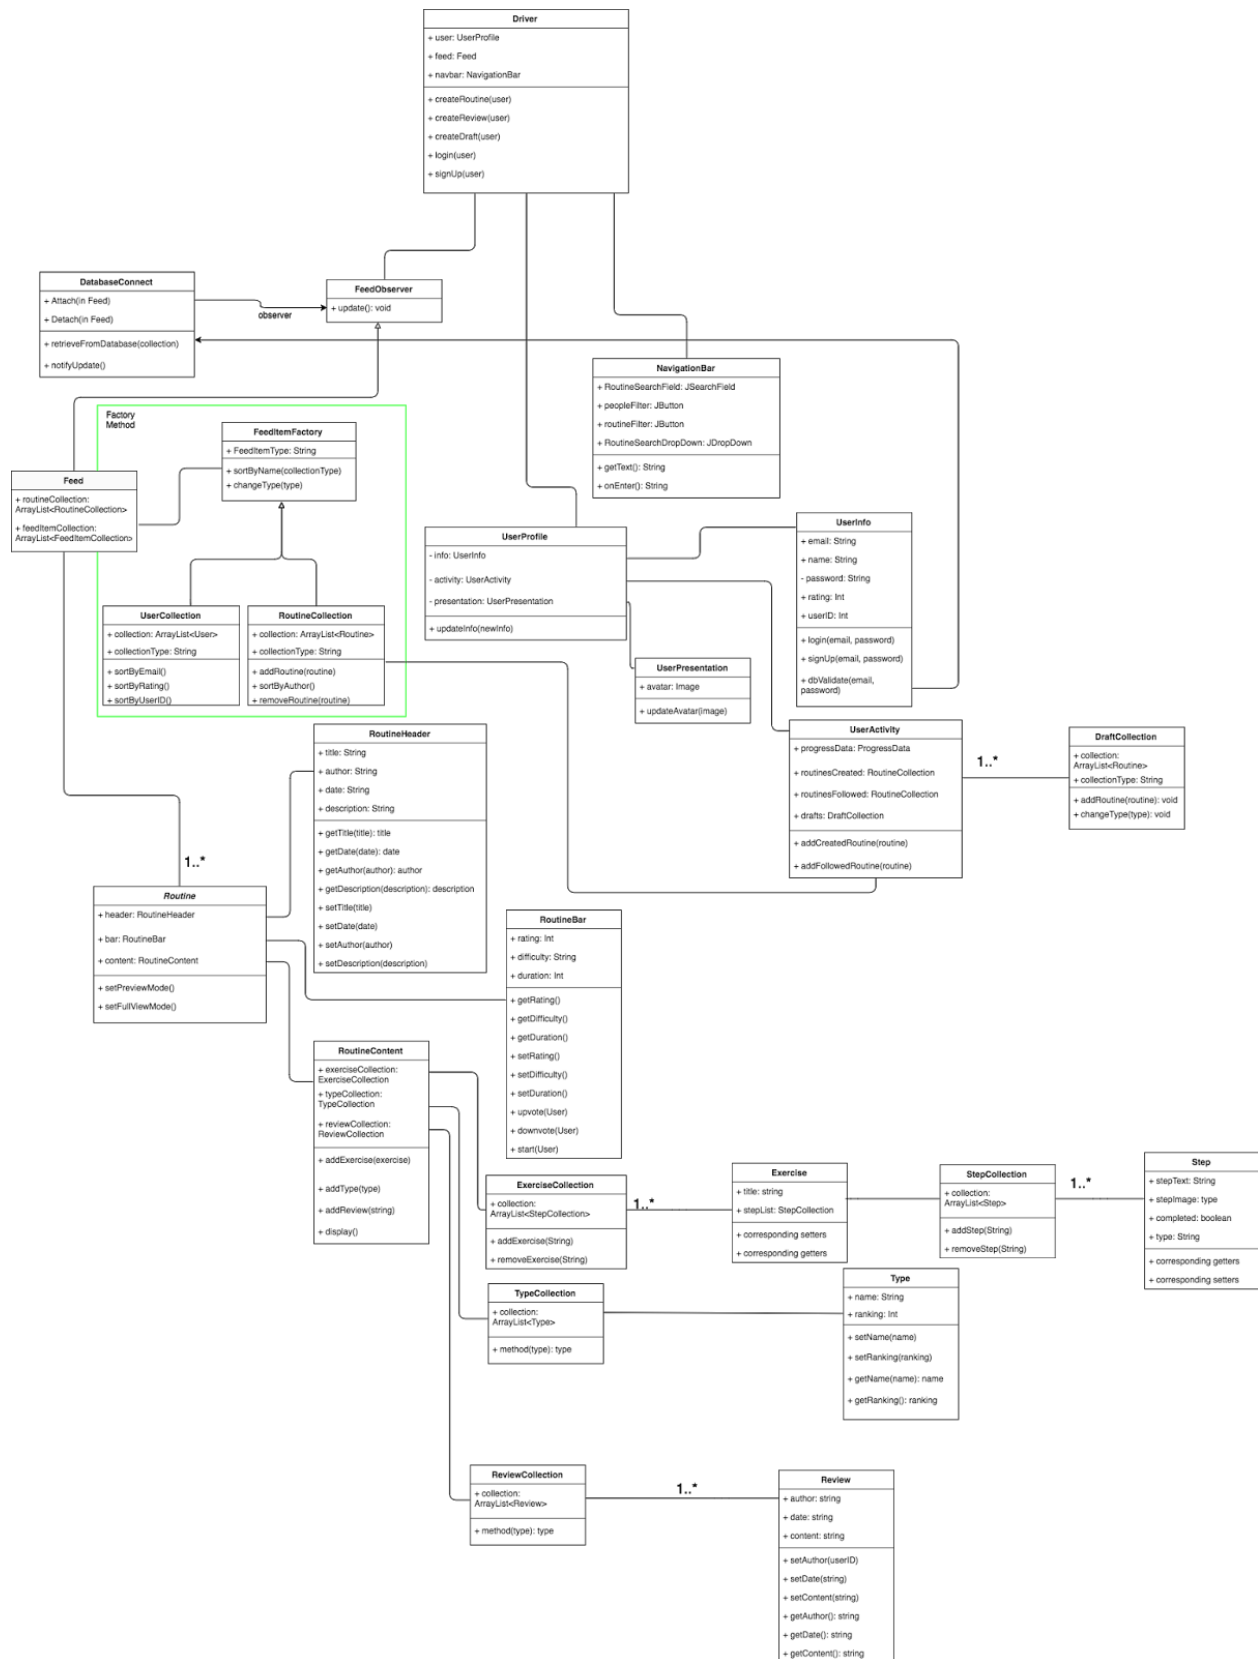 Driver
+ user: UserProfile
+ feed: Feed
+ navbar: NavigationBar
+ createRoutine(user)
+ createReview(user)
+ createDraft(user)
+ login(user)
+ signUp(user)
DatabaseConnect
+ Attach(in Feed)
+ Detach(in Feed)
+ retrieveFromDatabase(collection)
+ notifyUpdate()
observer
FeedObserver
+ update(): void
NavigationBar
+ RoutineSearchField: JSearchField
+ peopleFilter: JButton
+ routineFilter: JButton
+ RoutineSearchDropDown: JDropDown
+ getText(): String
+ onEnter(): String
Factory
Method
FeedItemFactory
+ FeedItemType: String
+ sortByName(collectionType)
+ changeType(type)
Feed
+ routineCollection:
ArrayList<RoutineCollection>
+ feedItemCollection:
ArrayList<FeedItemCollection>
UserCollection
+ collection: ArrayList<User>
+ collectionType: String
+ sortByEmail()
+ sortByRating()
+ sortByUserID()
RoutineCollection
+ collection: ArrayList<Routine>
+ collectionType: String
+ addRoutine(routine)
+ sortByAuthor()
+ removeRoutine(routine)
UserProfile
- info: UserInfo
- activity: UserActivity
- presentation: UserPresentation
+ updateInfo(newInfo)
UserInfo
+ email: String
+ name: String
- password: String
+ rating: Int
+ userID: Int
+ login(email, password)
+ signUp(email, password)
+ dbValidate(email,
password)
UserPresentation
+ avatar: Image
+ updateAvatar(image)
UserActivity
+ progressData: ProgressData
+ routinesCreated: RoutineCollection
+ routinesFollowed: RoutineCollection
+ drafts: DraftCollection
+ addCreatedRoutine(routine)
+ addFollowedRoutine(routine)
1..*
DraftCollection
+ collection:
ArrayList<Routine>
+ collectionType: String
+ addRoutine(routine): void
+ changeType(type): void
RoutineHeader
+ title: String
+ author: String
+ date: String
+ description: String
+ getTitle(title): title
+ getDate(date): date
+ getAuthor(author): author
+ getDescription(description): description
+ setTitle(title)
+ setDate(date)
+ setAuthor(author)
+ setDescription(description)
1..*
Routine
+ header: RoutineHeader
+ bar: RoutineBar
+ content: RoutineContent
+ setPreviewMode()
+ setFullViewMode()
RoutineBar
+ rating: Int
+ difficulty: String
+ duration: Int
+ getRating()
+ getDifficulty()
+ getDuration()
+ setRating()
+ setDifficulty()
+ setDuration()
+ upvote(User)
+ downvote(User)
+ start(User)
RoutineContent
+ exerciseCollection:
ExerciseCollection
+ typeCollection:
TypeCollection
+ reviewCollection:
ReviewCollection
+ addExercise(exercise)
+ addType(type)
+ addReview(string)
+ display()
ExerciseCollection
+ collection:
ArrayList<StepCollection>
+ addExercise(String)
+ removeExercise(String)
1..*
Exercise
+ title: string
+ stepList: StepCollection
+ corresponding setters
+ corresponding getters
StepCollection
+ collection:
ArrayList<Step>
+ addStep(String)
+ removeStep(String)
1..*
Step
+ stepText: String
+ stepImage: type
+ completed: boolean
+ type: String
+ corresponding getters
+ corresponding setters
TypeCollection
+ collection:
ArrayList<Type>
+ method(type): type
Type
+ name: String
+ ranking: Int
+ setName(name)
+ setRanking(ranking)
+ getName(name): name
+ getRanking(): ranking
ReviewCollection
+ collection:
ArrayList<Review>
+ method(type): type
1..*
Review
+ author: string
+ date: string
+ content: string
+ setAuthor(userID)
+ setDate(string)
+ setContent(string)
+ getAuthor(): string
+ getDate(): string
+ getContent(): string